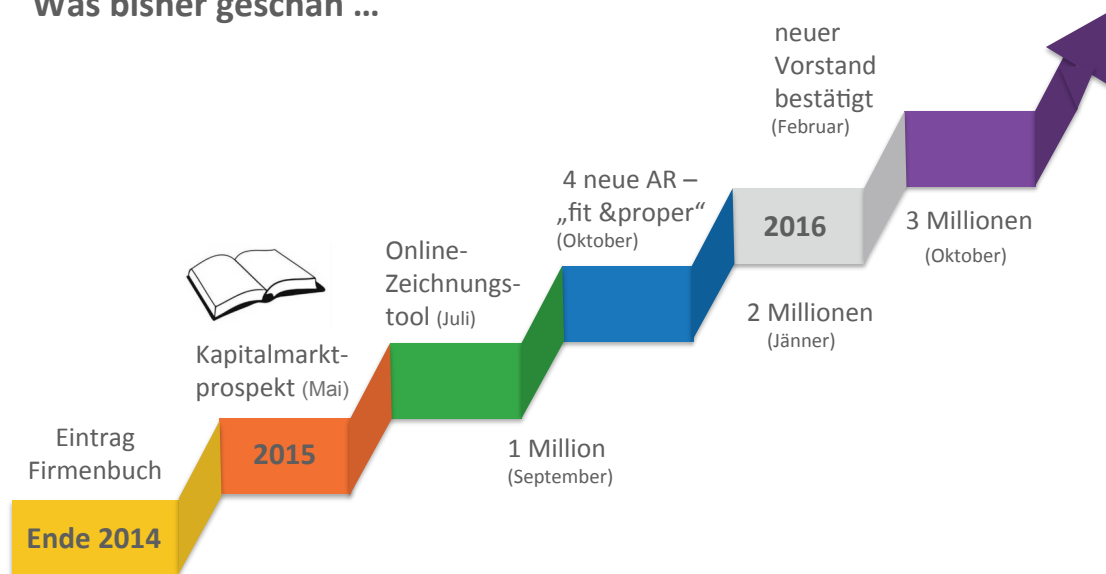 Was bisher geschah …
neuer
Vorstand
bestätigt
(Februar)
4 neue AR –
„fit &proper“
(Oktober)
2016
3 Millionen
(Oktober)
Online-
Zeichnungs-
tool (Juli)
2 Millionen
(Jänner)
Kapitalmarkt-
prospekt (Mai)
Eintrag
Firmenbuch
2015
1 Million
(September)
Ende 2014